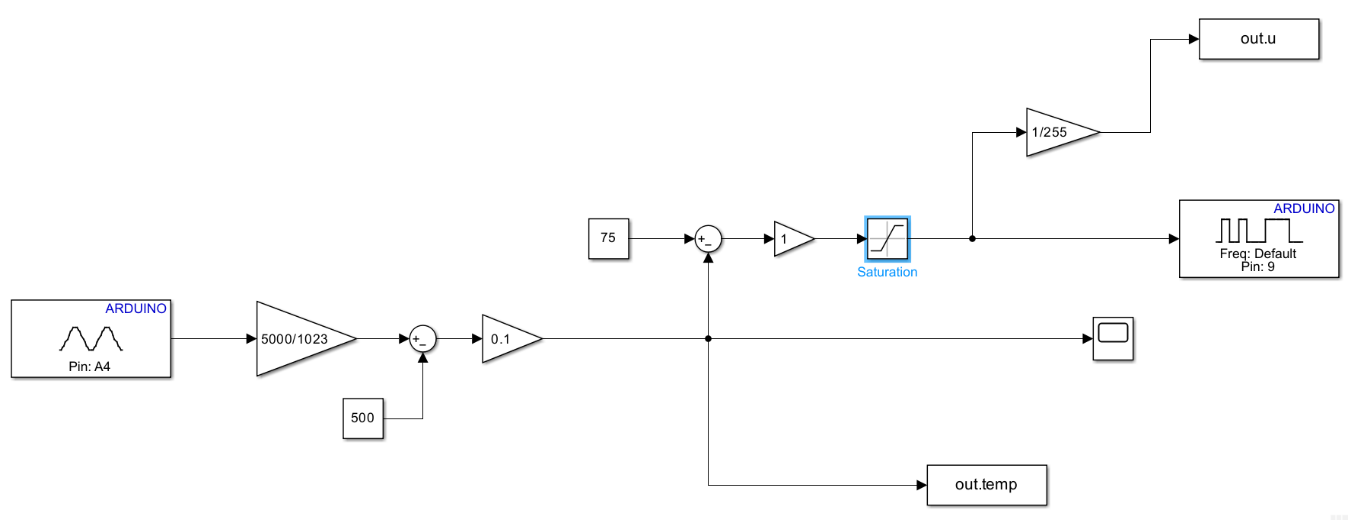 out.u
1/255
75
+
_
1
Saturation
ARDUINO
Freq: Default
Pin: 9
ARDUINO
Pin: A4
5000/1023
+
_
0.1
500
out.temp